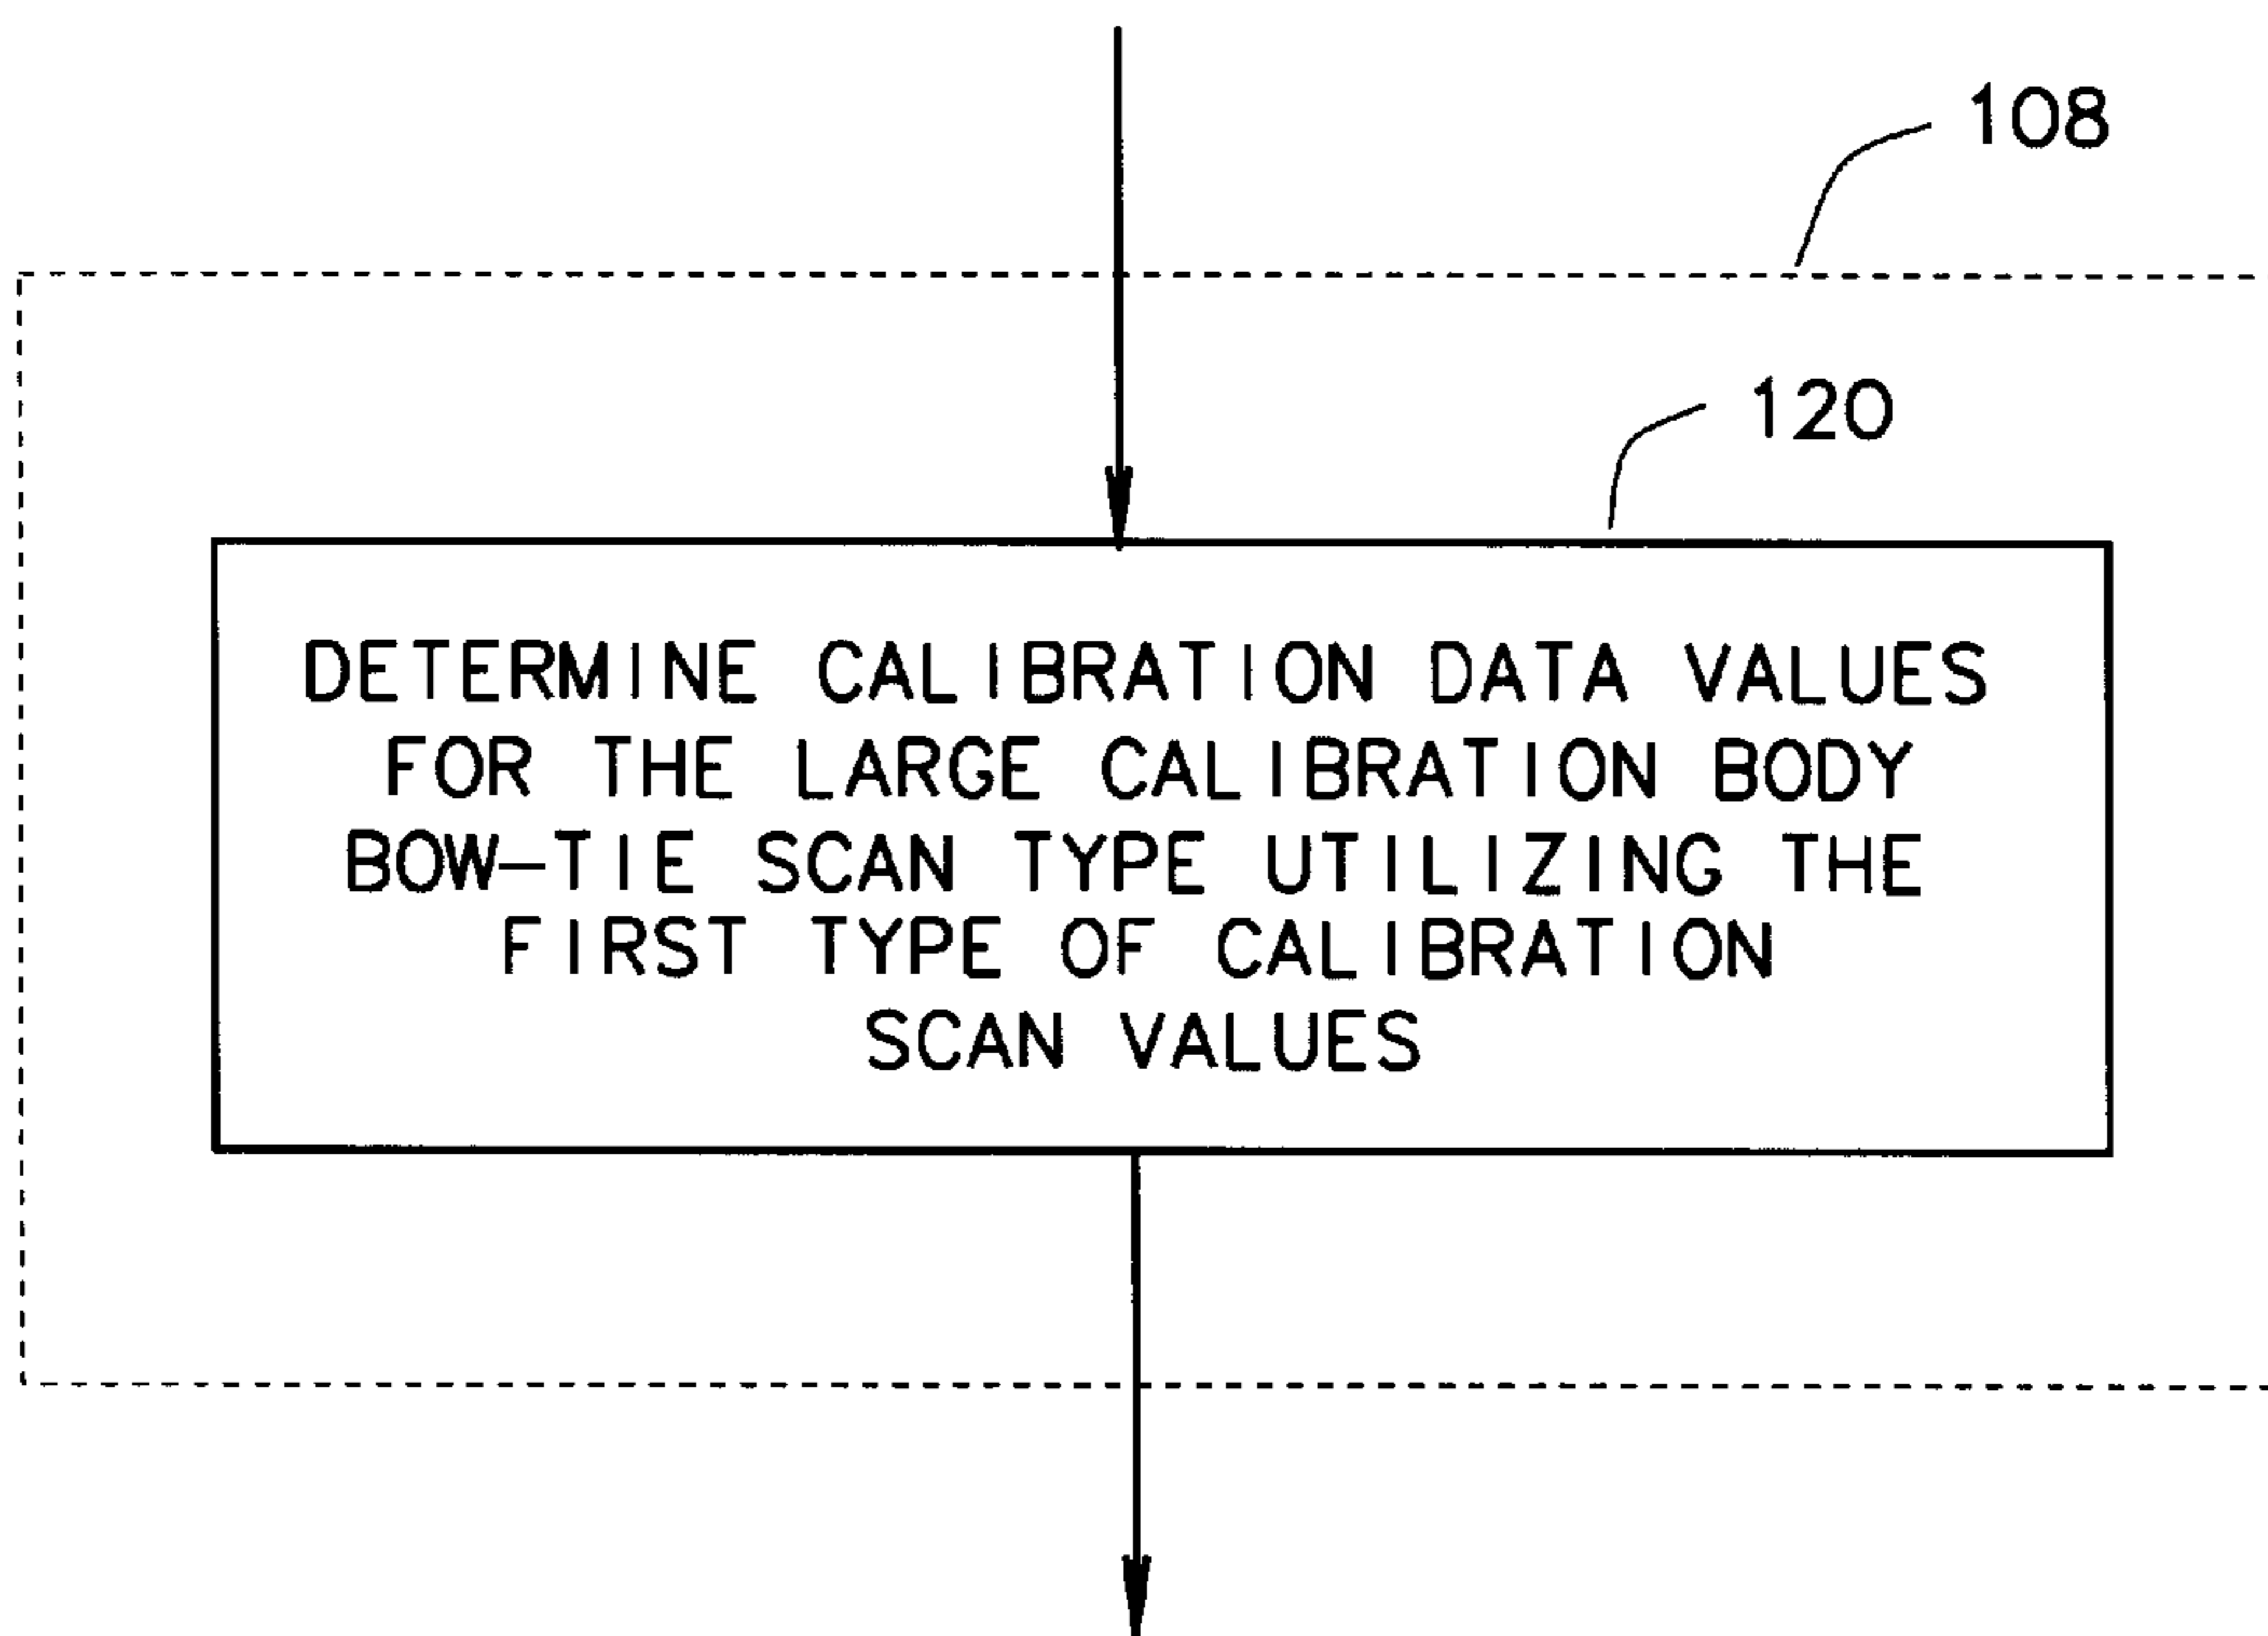 108
120
DETERMINE CALIBRATION DATA VALUES
FOR THE LARGE CALIBRATION BODY
BOW-TIE SCAN TYPE UTILIZING THE
FIRST TYPE OF CALIBRATION
SCAN VALUES